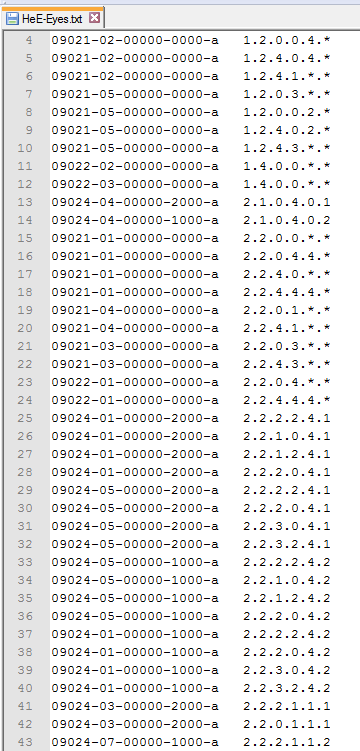 HeE-Eyes.txt
4 09021-02-00000-0000-a 1.2.0.0.4.*
5 09021-02-00000-0000-a 1.2.4.0.4.*
6 09021-02-00000-0000-a 1.2.4.1.*.*
7 09021-05-00000-0000-a 1.2.0.3.*.*
8 09021-05-00000-0000-a 1.2.0.0.2.*
9 09021-05-00000-0000-a 1.2.4.0.2.*
10 09021-05-00000-0000-a 1.2.4.3.*.*
11 09022-02-00000-0000-a 1.4.0.0.*.*
12 09022-03-00000-0000-a 1.4.0.0.*.*
13 09024-04-00000-2000-a 2.1.0.4.0.1
14 09024-04-00000-1000-a 2.1.0.4.0.2
15 09021-01-00000-0000-a 2.2.0.0.*.*
16 09021-01-00000-0000-a 2.2.0.4.4.*
17 09021-01-00000-0000-a 2.2.4.0.*.*
18 09021-01-00000-0000-a 2.2.4.4.4.*
19 09021-04-00000-0000-a 2.2.0.1.*.*
20 09021-04-00000-0000-a 2.2.4.1.*.*
21 09021-03-00000-0000-a 2.2.0.3.*.*
22 09021-03-00000-0000-a 2.2.4.3.*.*
23 09022-01-00000-0000-a 2.2.0.4.*.*
24 09022-01-00000-0000-a 2.2.4.4.4.*
25 09024-01-00000-2000-a 2.2.2.2.4.1
26 09024-01-00000-2000-a 2.2.1.0.4.1
27 09024-01-00000-2000-a 2.2.1.2.4.1
28 09024-01-00000-2000-a 2.2.2.0.4.1
29 09024-05-00000-2000-a 2.2.2.2.4.1
30 09024-05-00000-2000-a 2.2.2.0.4.1
31 09024-05-00000-2000-a 2.2.3.0.4.1
32 09024-05-00000-2000-a 2.2.3.2.4.1
33 09024-05-00000-1000-a 2.2.2.2.4.2
34 09024-05-00000-1000-a 2.2.1.0.4.2
35 09024-05-00000-1000-a 2.2.1.2.4.2
36 09024-05-00000-1000-a 2.2.2.0.4.2
37 09024-01-00000-1000-a 2.2.2.2.4.2
38 09024-01-00000-1000-a 2.2.2.0.4.2
39 09024-01-00000-1000-a 2.2.3.0.4.2
40 09024-01-00000-1000-a 2.2.3.2.4.2
41 09024-03-00000-2000-a 2.2.2.1.1.1
42 09024-03-00000-2000-a 2.2.0.1.1.1
43 09024-07-00000-1000-a 2.2.2.1.1.2